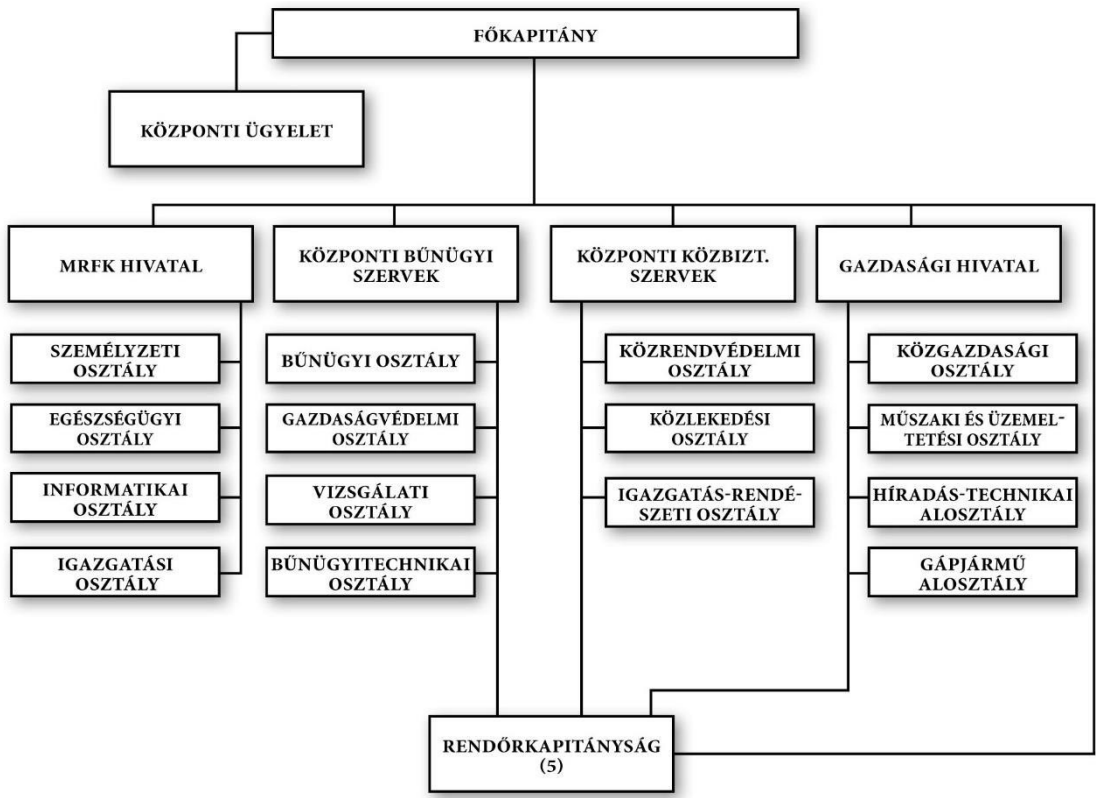 FŐKAPITÁNY
KÖZPONTI ÜGYELET
MRFK HIVATAL
KÖZPONTI BŰNÜGYI
SZERVEK
KÖZPONTI KÖZBIZT.
SZERVEK
GAZDASÁGI HIVATAL
SZEMÉLYZETI
OSZTÁLY
EGÉSZSÉGÜGYI
OSZTÁLY
INFORMATIKAI
OSZTÁLY
IGAZGATÁSI
OSZTÁLY
BŰNÜGYI OSZTÁLY
GAZDASÁGVÉDELMI
OSZTÁLY
VIZSGÁLATI
OSZTÁLY
BŰNÜGYITECHNIKAI
OSZTÁLY
KÖZRENDVÉDELMI
OSZTÁLY
KÖZLEKEDÉSI
OSZTÁLY
IGAZGATÁS-RENDÉ-
SZETI OSZTÁLY
KÖZGAZDASÁGI
OSZTÁLY
MŰSZAKI ÉS ÜZEMEL-
TETÉSI OSZTÁLY
HÍRADÁS-TECHNIKAI
ALOSZTÁLY
GÁPJÁRMŰ
ALOSZTÁLY
RENDŐRKAPITÁNYSÁG
(5)